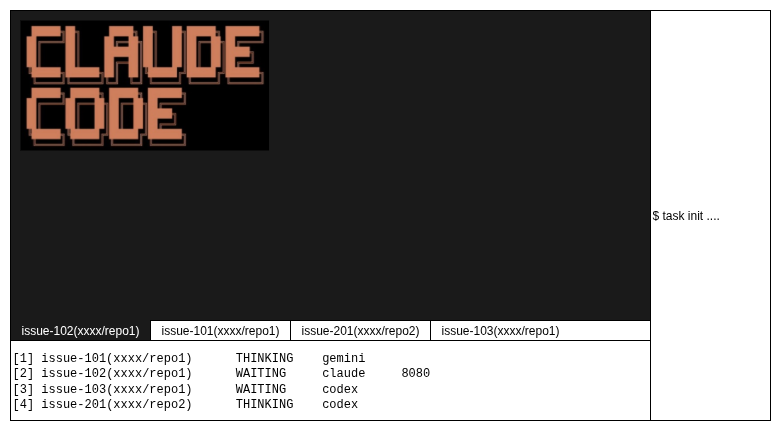 CLAUDE
CODE
$ task init ....
issue-102(xxxx/repo1) issue-101(xxxx/repo1) issue-201(xxxx/repo2) issue-103(xxxx/repo1)
[1] issue-101(xxxx/repo1) THINKING gemini
[2] issue-102(xxxx/repo1) WAITING claude 8080
[3] issue-103(xxxx/repo1) WAITING codex
[4] issue-201(xxxx/repo2) THINKING codex